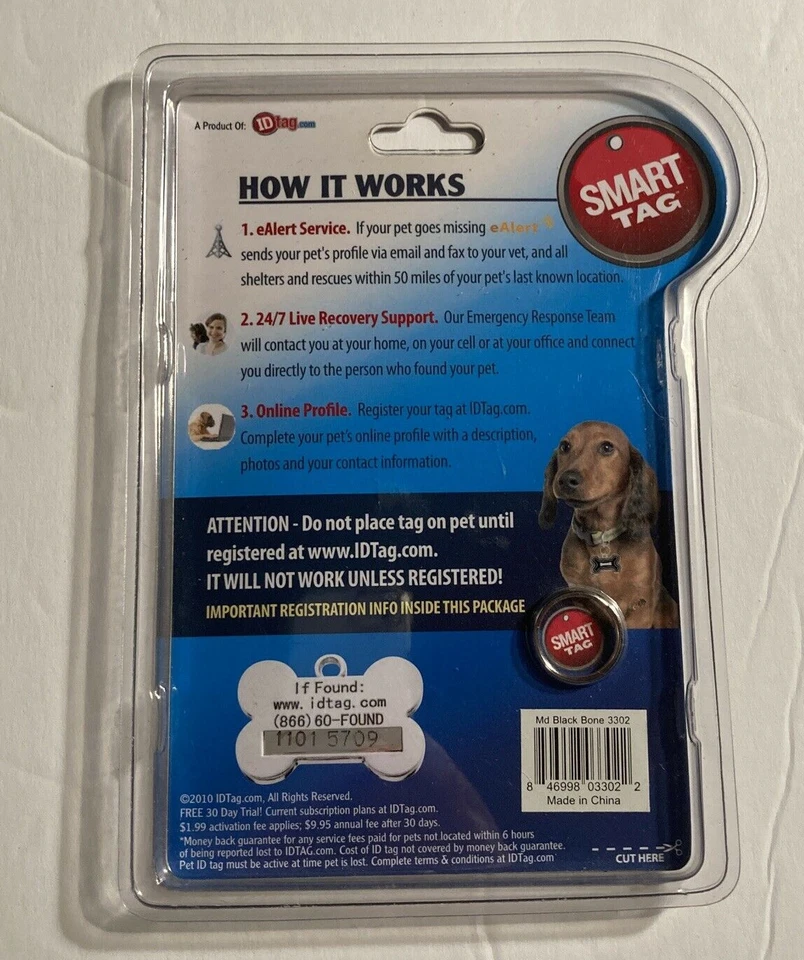 A Product Of: IDtag.com
SMART
TAG
HOW IT WORKS
1. eAlert Service. If your pet goes missing eAlert
sends your pet's profile via email and fax to your vet, and all
shelters and rescues within 50 miles of your pet's last known location.
2. 24/7 Live Recovery Support. Our Emergency Response Team
will contact you at your home, on your cell or at your office and connect
you directly to the person who found your pet.
3. Online Profile. Register your tag at IDTag.com.
Complete your pet's online profile with a description,
photos and your contact information.
ATTENTION - Do not place tag on pet until
registered at www.IDTag.com.
IT WILL NOT WORK UNLESS REGISTERED!
IMPORTANT REGISTRATION INFO INSIDE THIS PACKAGE
SMART
TAG
If Found:
www.idtag.com
(866)60-FOUND
1101 5709
Md Black Bone 3302
8 46998 03302 2
Made in China
©2010 IDTag.com, All Rights Reserved.
FREE 30 Day Trial! Current subscription plans at IDTag.com.
$1.99 activation fee applies; $9.95 annual fee after 30 days.
*Money back guarantee for any service fees paid for pets not located within 6 hours
of being reported lost to IDTAG.com. Cost of ID tag not covered by money back guarantee.
Pet ID tag must be active at time pet is lost. Complete terms & conditions at IDTag.com
CUT HERE